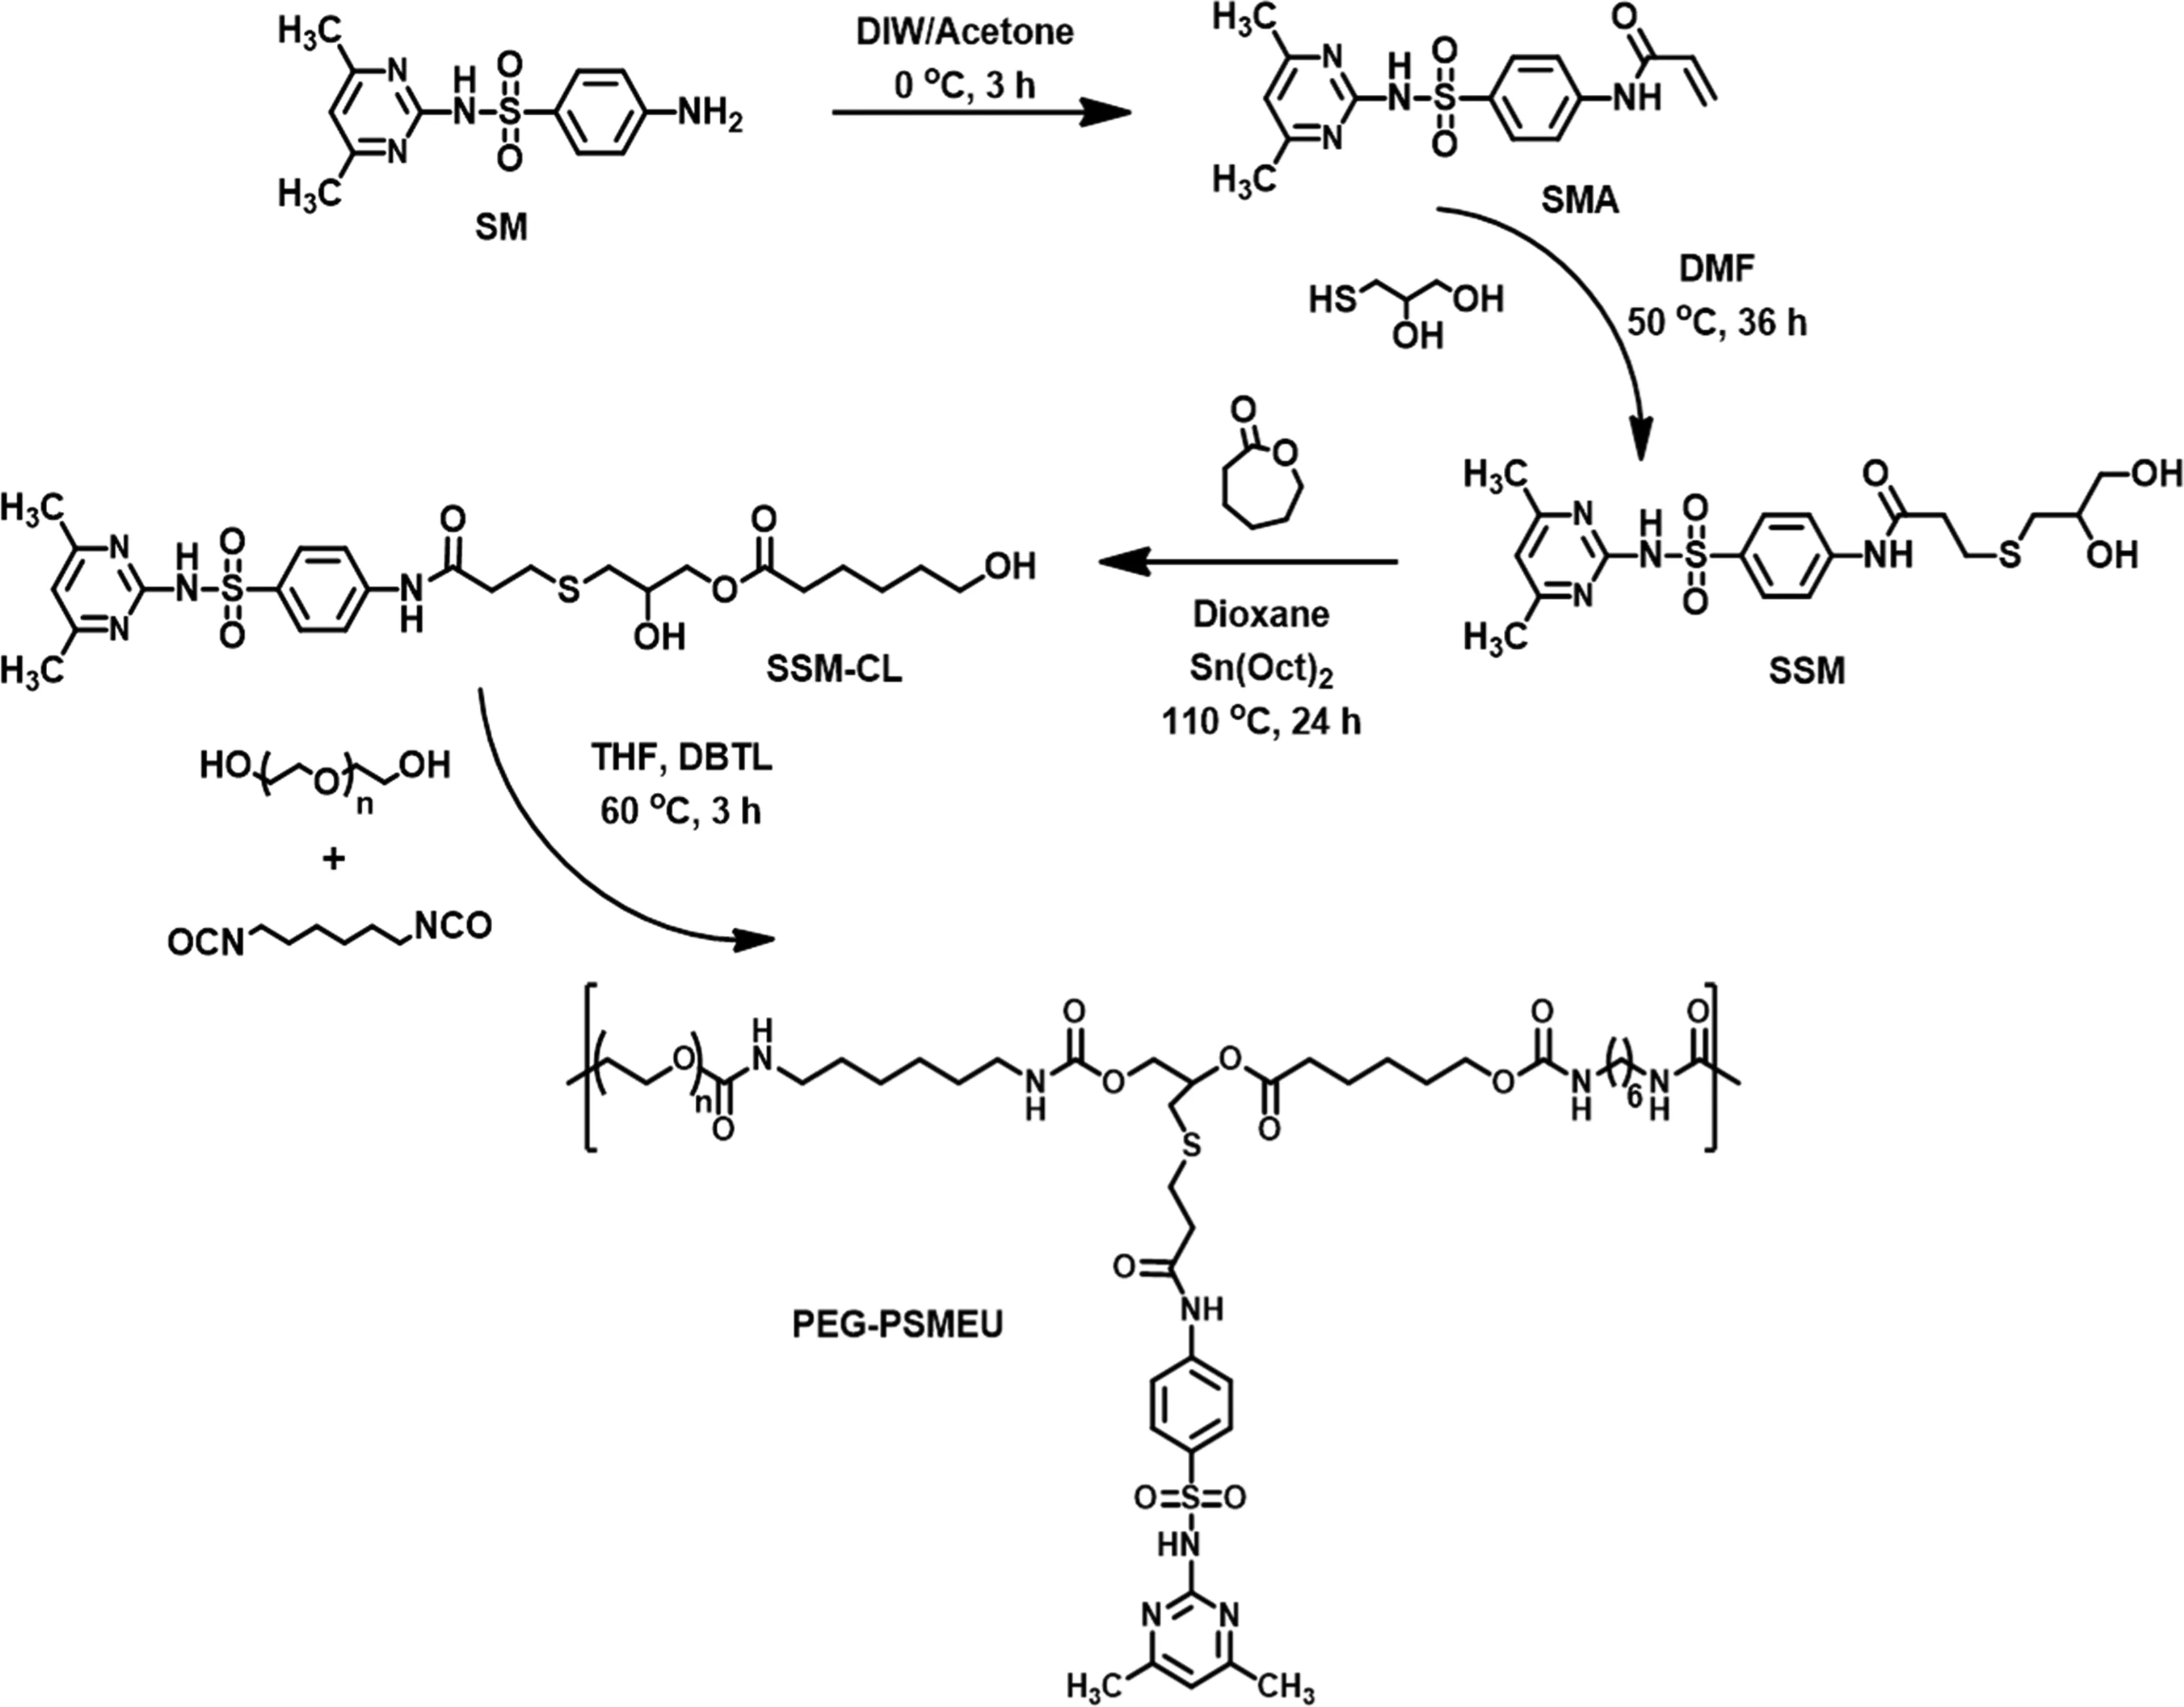 H3C
N
N
H3C
H
N
O
S
O
NH2
SM
DIW/Acetone
0 °C, 3 h
H3C
N
N
H3C
H
N
O
S
O
NH
O
SMA
HS
OH
OH
DMF
50 °C, 36 h
H3C
N
N
H3C
H
N
O
S
O
NH
O
S
OH
OH
SSM
O
O
Dioxane
Sn(Oct)2
110 °C, 24 h
H3C
N
N
H3C
H
N
O
S
O
N
H
O
S
OH
O
O
OH
SSM-CL
HO
O
n
OH
+
OCN
NCO
THF, DBTL
60 °C, 3 h
O
n
O
H
N
N
H
O
O
O
O
O
O
N
H
6
N
H
O
S
O
NH
O=S=O
HN
N
N
H3C
CH3
PEG-PSMEU